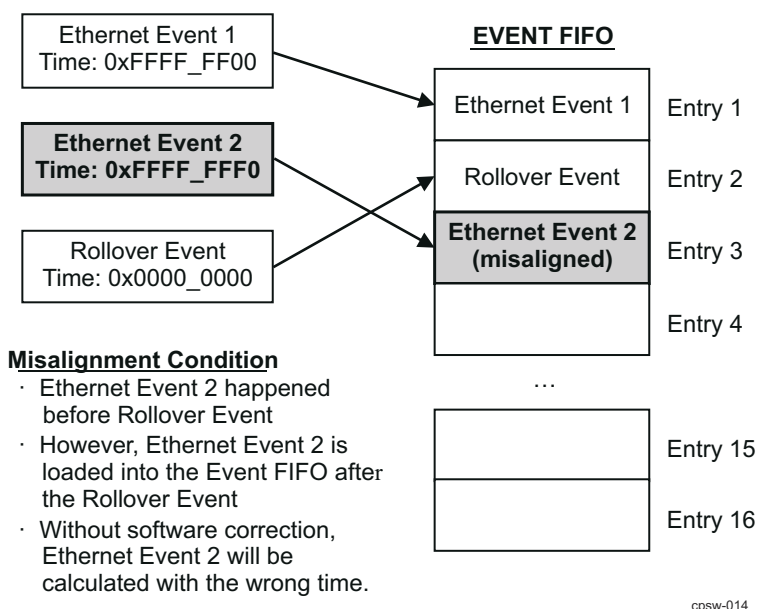 Ethernet Event 1
Time: 0xFFFF_FF00
Ethernet Event 2
Time: 0xFFFF_FFF0
Rollover Event
Time: 0x0000_0000
EVENT FIFO
Ethernet Event 1
Entry 1
Rollover Event
Entry 2
Ethernet Event 2
(misaligned)
Entry 3
Entry 4
...
Entry 15
Entry 16
Misalignment Condition
· Ethernet Event 2 happened
before Rollover Event
· However, Ethernet Event 2 is
loaded into the Event FIFO after
the Rollover Event
· Without software correction,
Ethernet Event 2 will be
calculated with the wrong time.
cpsw-014